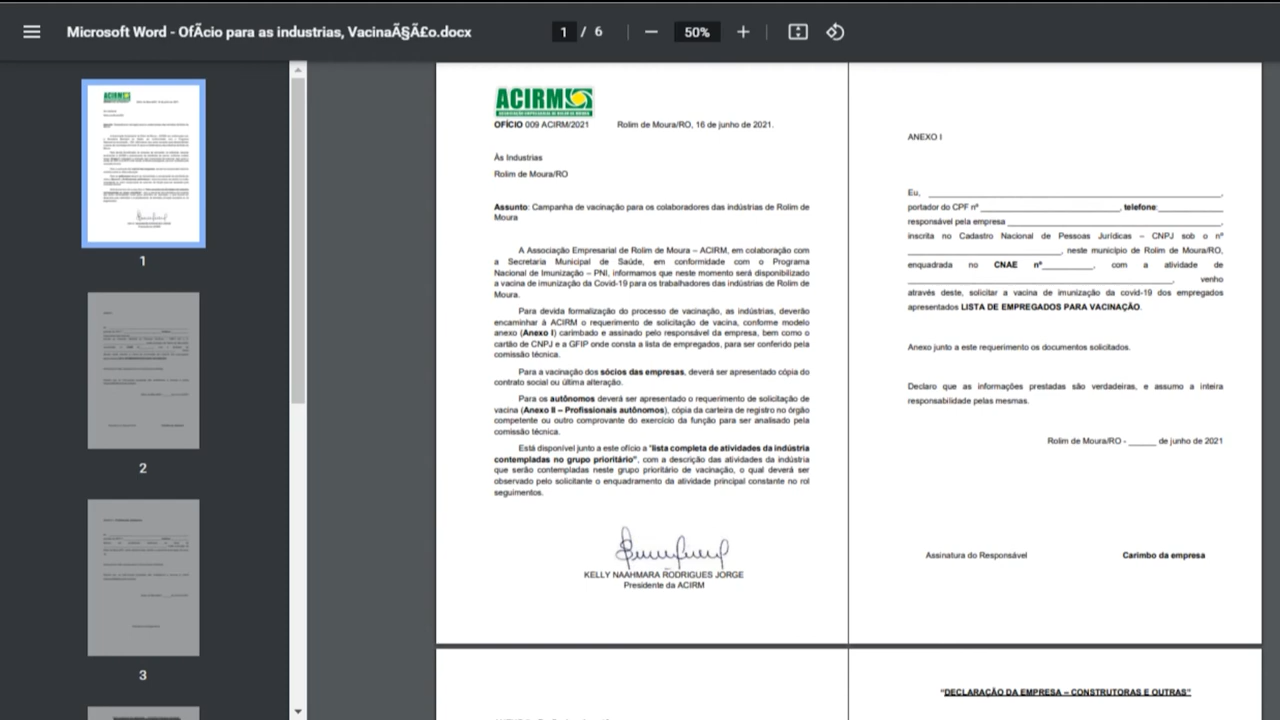 Microsoft Word - OfÃcio para as industrias, VacinaÃ§Ã£o.docx
1 / 6
50%
1
2
3
ACIRM
OFÍCIO 009 ACIRM/2021 Rolim de Moura/RO, 16 de junho de 2021.
Às Industrias
Rolim de Moura/RO
Assunto: Campanha de vacinação para os colaboradores das indústrias de Rolim de
Moura
A Associação Empresarial de Rolim de Moura – ACIRM, em colaboração com
a Secretaria Municipal de Saúde, em conformidade com o Programa
Nacional de Imunização – PNI, informamos que neste momento será disponibilizado
a vacina de imunização da Covid-19 para os trabalhadores das indústrias de Rolim de
Moura.
Para devida formalização do processo de vacinação, as indústrias, deverão
encaminhar à ACIRM o requerimento de solicitação de vacina, conforme modelo
anexo (Anexo I) carimbado e assinado pelo responsável da empresa, bem como o
cartão de CNPJ e a GFIP onde consta a lista de empregados, para ser conferido pela
comissão técnica.
Para a vacinação dos sócios das empresas, deverá ser apresentado cópia do
contrato social ou última alteração.
Para os autônomos deverá ser apresentado o requerimento de solicitação de
vacina (Anexo II – Profissionais autônomos), cópia da carteira de registro no órgão
competente ou outro comprovante do exercício da função para ser analisado pela
comissão técnica.
Está disponível junto a este ofício a "lista completa de atividades da indústria
contempladas no grupo prioritário", com a descrição das atividades da indústria
que serão contempladas neste grupo prioritário de vacinação, o qual deverá ser
observado pelo solicitante o enquadramento da atividade principal constante no rol
seguimentos.
KELLY NAAHMARA RODRIGUES JORGE
Presidente da ACIRM
ANEXO I
Eu, ____________________,
portador do CPF nº ____________________, telefone:____________________
responsável pela empresa ____________________,
inscrita no Cadastro Nacional de Pessoas Jurídicas – CNPJ sob o nº
____________________, neste município de Rolim de Moura/RO,
enquadrada no CNAE nº__________, com a atividade de
____________________, venho
através deste, solicitar a vacina de imunização da covid-19 dos empregados
apresentados LISTA DE EMPREGADOS PARA VACINAÇÃO.
Anexo junto a este requerimento os documentos solicitados.
Declaro que as informações prestadas são verdadeiras, e assumo a inteira
responsabilidade pelas mesmas.
Rolim de Moura/RO - ______ de junho de 2021
Assinatura do Responsável Carimbo da empresa
"DECLARAÇÃO DA EMPRESA – CONSTRUTORAS E OUTRAS"